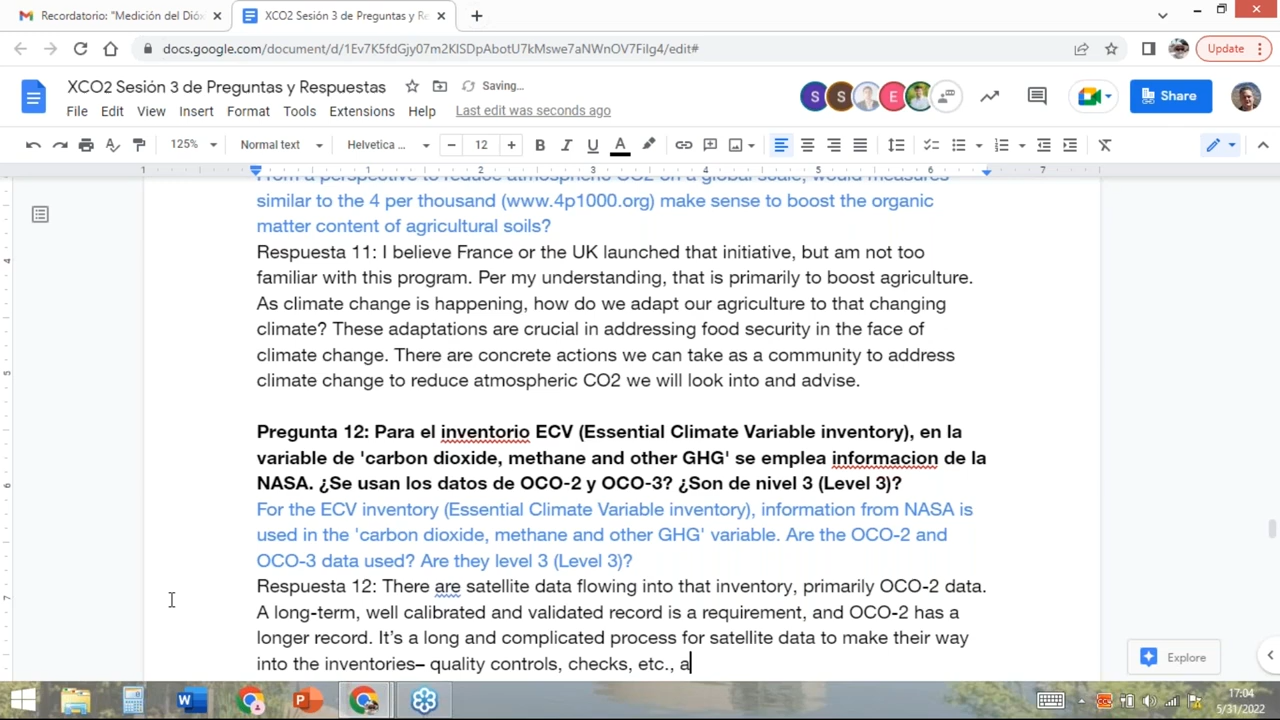 Recordatorio: "Medición del Dióx
XCO2 Sesión 3 de Preguntas y Re
docs.google.com/document/d/1Ev7K5fdGjy07m2KISDpAbotU7kMswe7aNWnOV7Filg4/edit#
Update
XCO2 Sesión 3 de Preguntas y Respuestas
Saving…
File Edit View Insert Format Tools Extensions Help
Last edit was seconds ago
S S E
Share
125% Normal text Helvetica ... 12 B I U A
1 1 2 3 4 5 6 7
From a perspective to reduce atmospheric CO2 on a global scale, would measures
similar to the 4 per thousand (www.4p1000.org) make sense to boost the organic
matter content of agricultural soils?
Respuesta 11: I believe France or the UK launched that initiative, but am not too
familiar with this program. Per my understanding, that is primarily to boost agriculture.
As climate change is happening, how do we adapt our agriculture to that changing
climate? These adaptations are crucial in addressing food security in the face of
climate change. There are concrete actions we can take as a community to address
climate change to reduce atmospheric CO2 we will look into and advise.
Pregunta 12: Para el inventorio ECV (Essential Climate Variable inventory), en la
variable de 'carbon dioxide, methane and other GHG' se emplea informacion de la
NASA. ¿Se usan los datos de OCO-2 y OCO-3? ¿Son de nivel 3 (Level 3)?
For the ECV inventory (Essential Climate Variable inventory), information from NASA is
used in the 'carbon dioxide, methane and other GHG' variable. Are the OCO-2 and
OCO-3 data used? Are they level 3 (Level 3)?
Respuesta 12: There are satellite data flowing into that inventory, primarily OCO-2 data.
A long-term, well calibrated and validated record is a requirement, and OCO-2 has a
longer record. It's a long and complicated process for satellite data to make their way
into the inventories– quality controls, checks, etc., a
4
5
6
7
Explore
17:04
5/31/2022